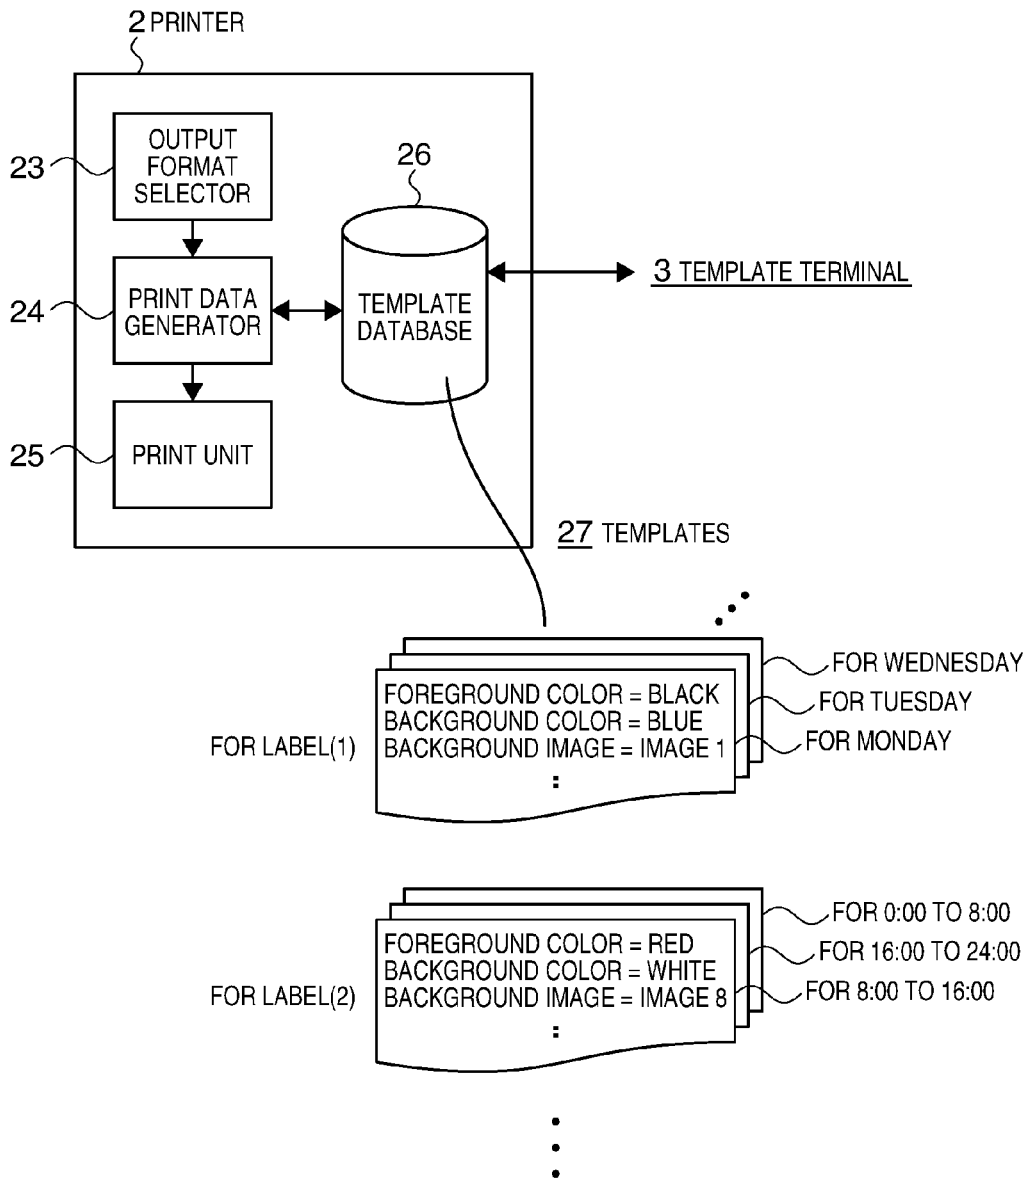 2 PRINTER
23
OUTPUT
FORMAT
SELECTOR
24
PRINT DATA
GENERATOR
25
PRINT UNIT
26
TEMPLATE
DATABASE
3 TEMPLATE TERMINAL
27 TEMPLATES
FOR LABEL(1)
FOREGROUND COLOR = BLACK
BACKGROUND COLOR = BLUE
BACKGROUND IMAGE = IMAGE 1
:
FOR WEDNESDAY
FOR TUESDAY
FOR MONDAY
FOR LABEL(2)
FOREGROUND COLOR = RED
BACKGROUND COLOR = WHITE
BACKGROUND IMAGE = IMAGE 8
:
FOR 0:00 TO 8:00
FOR 16:00 TO 24:00
FOR 8:00 TO 16:00